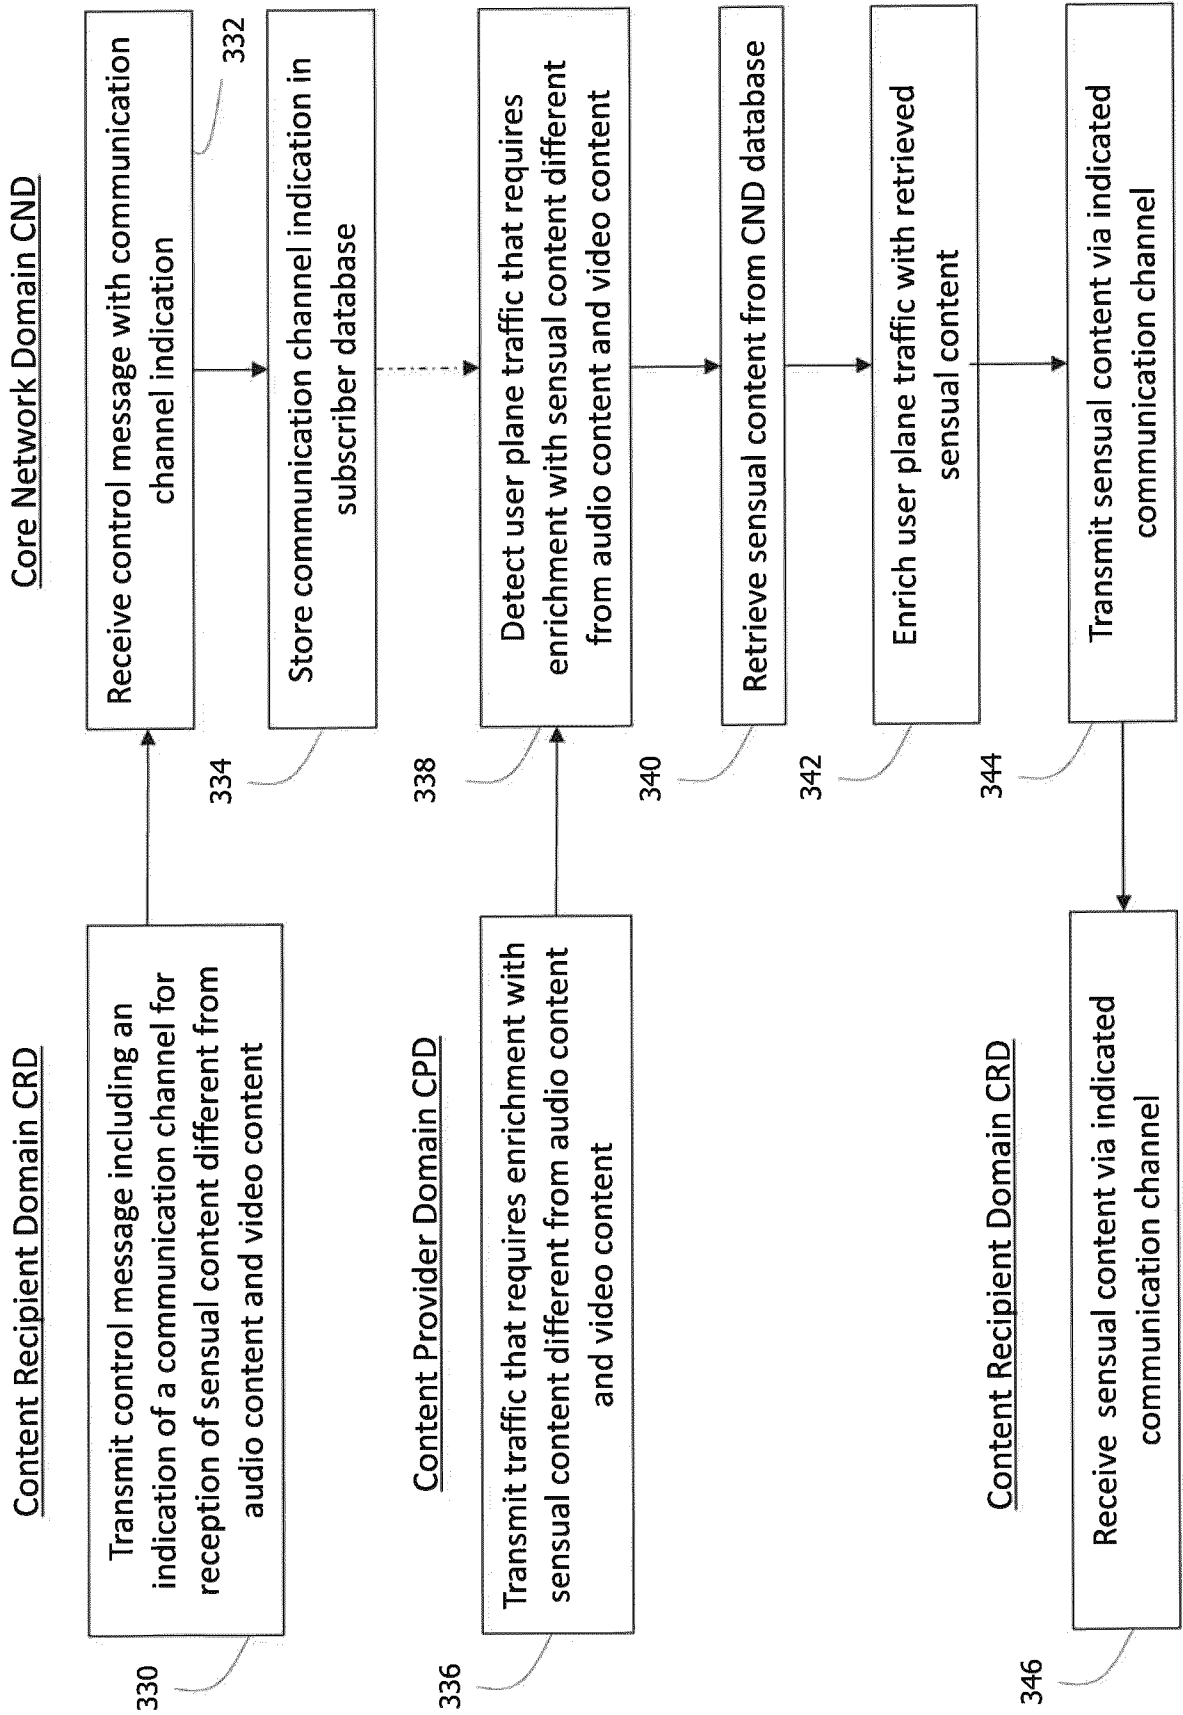 Content Recipient Domain CRD
Core Network Domain CND
Transmit control message including an
indication of a communication channel for
reception of sensual content different from
audio content and video content
330
Receive control message with communication
channel indication
332
Store communication channel indication in
subscriber database
334
Content Provider Domain CPD
Transmit traffic that requires enrichment with
sensual content different from audio content
and video content
336
Detect user plane traffic that requires
enrichment with sensual content different
from audio content and video content
338
Retrieve sensual content from CND database
340
Enrich user plane traffic with retrieved
sensual content
342
Transmit sensual content via indicated
communication channel
344
Content Recipient Domain CRD
Receive sensual content via indicated
communication channel
346